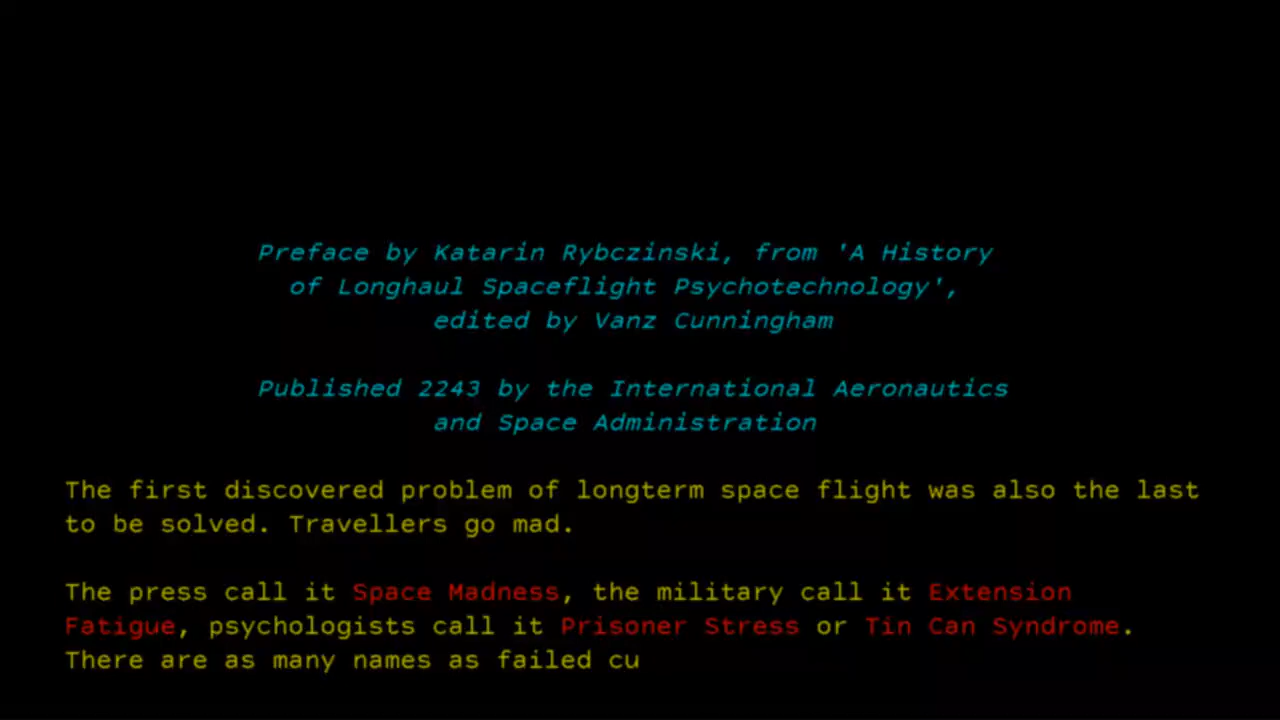 Preface by Katarin Rybczinski, from 'A History
of Longhaul Spaceflight Psychotechnology',
edited by Vanz Cunningham
Published 2243 by the International Aeronautics
and Space Administration
The first discovered problem of longterm space flight was also the last
to be solved. Travellers go mad.
The press call it Space Madness, the military call it Extension
Fatigue, psychologists call it Prisoner Stress or Tin Can Syndrome.
There are as many names as failed cu